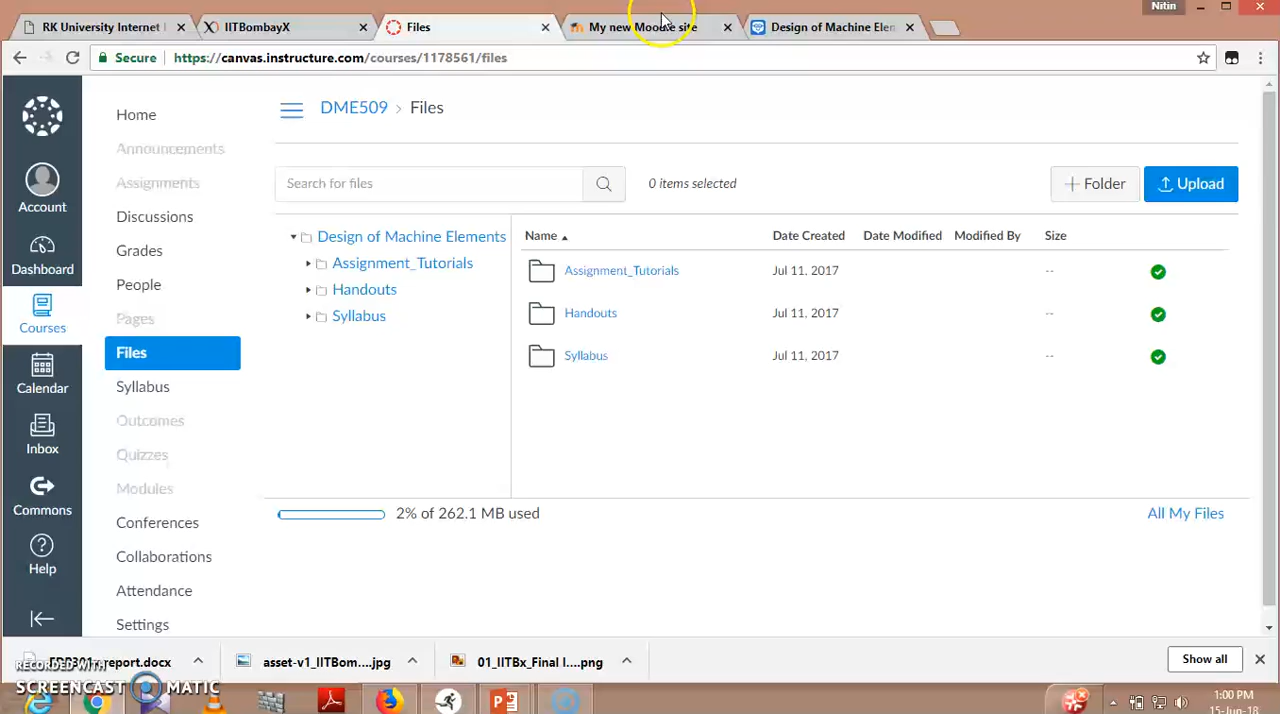 Nitin
RK University Internet
IITBombayX
Files
My new Moodle site
Design of Machine Elen
Secure https://canvas.instructure.com/courses/1178561/files
Account
Dashboard
Courses
Calendar
Inbox
Commons
Help
Home
Announcements
Assignments
Discussions
Grades
People
Pages
Files
Syllabus
Outcomes
Quizzes
Modules
Conferences
Collaborations
Attendance
Settings
DME509 > Files
Search for files
0 items selected
+ Folder
Upload
Design of Machine Elements
Assignment_Tutorials
Handouts
Syllabus
Name Date Created Date Modified Modified By Size
Assignment_Tutorials Jul 11, 2017 --
Handouts Jul 11, 2017 --
Syllabus Jul 11, 2017 --
2% of 262.1 MB used
All My Files
report.docx
asset-v1_IITBom....jpg
01_IITBx_Final I....png
Show all
RECORDED WITH
SCREENCAST MATIC
1:00 PM
15-Jun-18